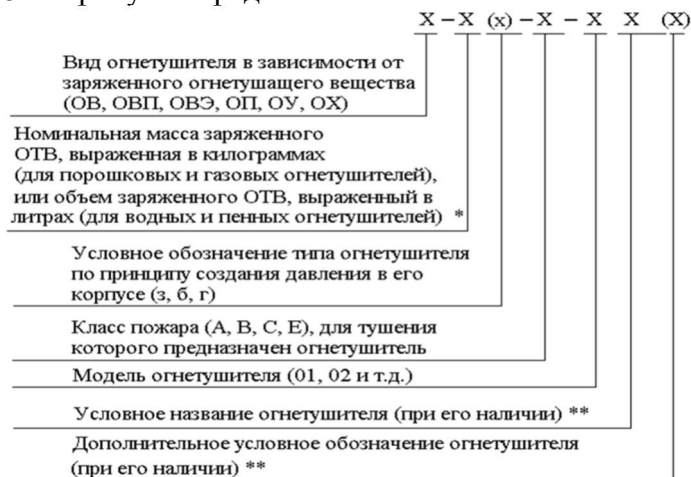 Х – Х (х) – Х – Х Х (Х)
Вид огнетушителя в зависимости от
заряженного огнетушащего вещества
(ОВ, ОВП, ОВЭ, ОП, ОУ, ОХ)
Номинальная масса заряженного
ОТВ, выраженная в килограммах
(для порошковых и газовых огнетушителей),
или объем заряженного ОТВ, выраженный в
литрах (для водных и пенных огнетушителей) *
Условное обозначение типа огнетушителя
по принципу создания давления в его
корпусе (з, б, г)
Класс пожара (А, В, С, Е), для тушения
которого предназначен огнетушитель
Модель огнетушителя (01, 02 и т.д.)
Условное название огнетушителя (при его наличии) **
Дополнительное условное обозначение огнетушителя
(при его наличии) **